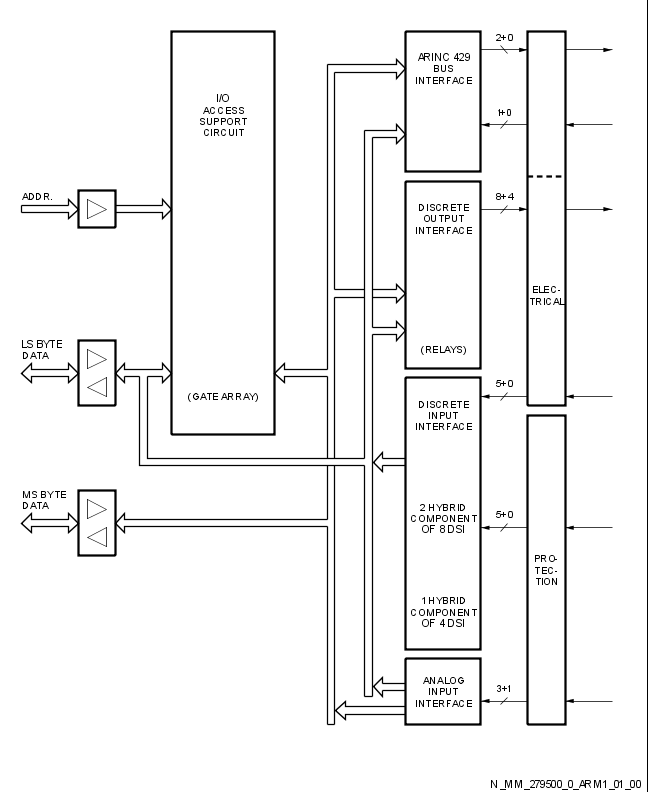 I/O
ACCESS
SUPPORT
CIRCUIT
(GATE ARRAY)
ADDR.
LS BYTE
DATA
MS BYTE
DATA
ARINC 429
BUS
INTERFACE
2+0
1+0
DISCRETE
OUTPUT
INTERFACE
(RELAYS)
8+4
ELEC-
TRICAL
DISCRETE
INPUT
INTERFACE
5+0
2 HYBRID
COMPONENT
OF 8 DSI
5+0
1 HYBRID
COMPONENT
OF 4 DSI
PRO-
TEC-
TION
ANALOG
INPUT
INTERFACE
3+1
N_MM_279500_0_ARM1_01_00